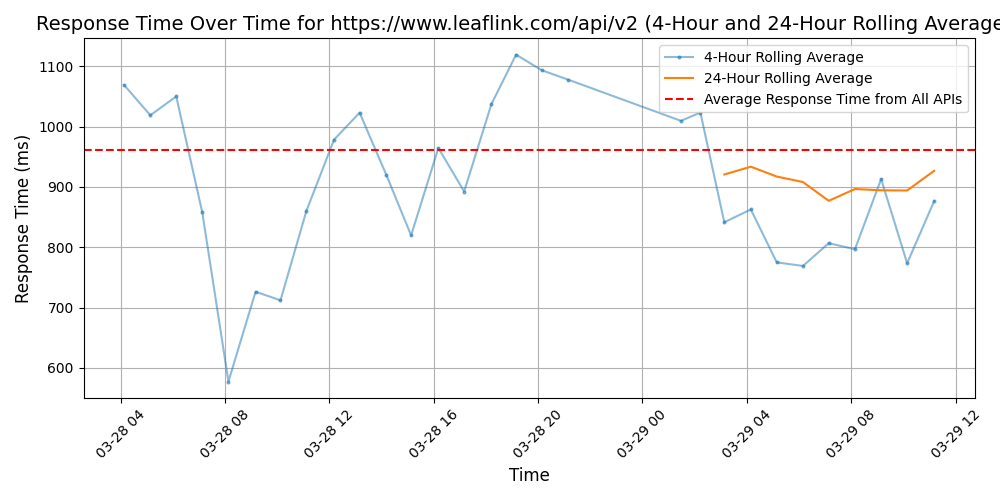 Response Time Over Time for https://www.leaflink.com/api/v2 (4-Hour and 24-Hour Rolling Average
4-Hour Rolling Average
24-Hour Rolling Average
Average Response Time from All APIs
Response Time (ms)
1100
1000
900
800
700
600
03-28 04
03-28 08
03-28 12
03-28 16
03-28 20
03-29 00
03-29 04
03-29 08
03-29 12
Time